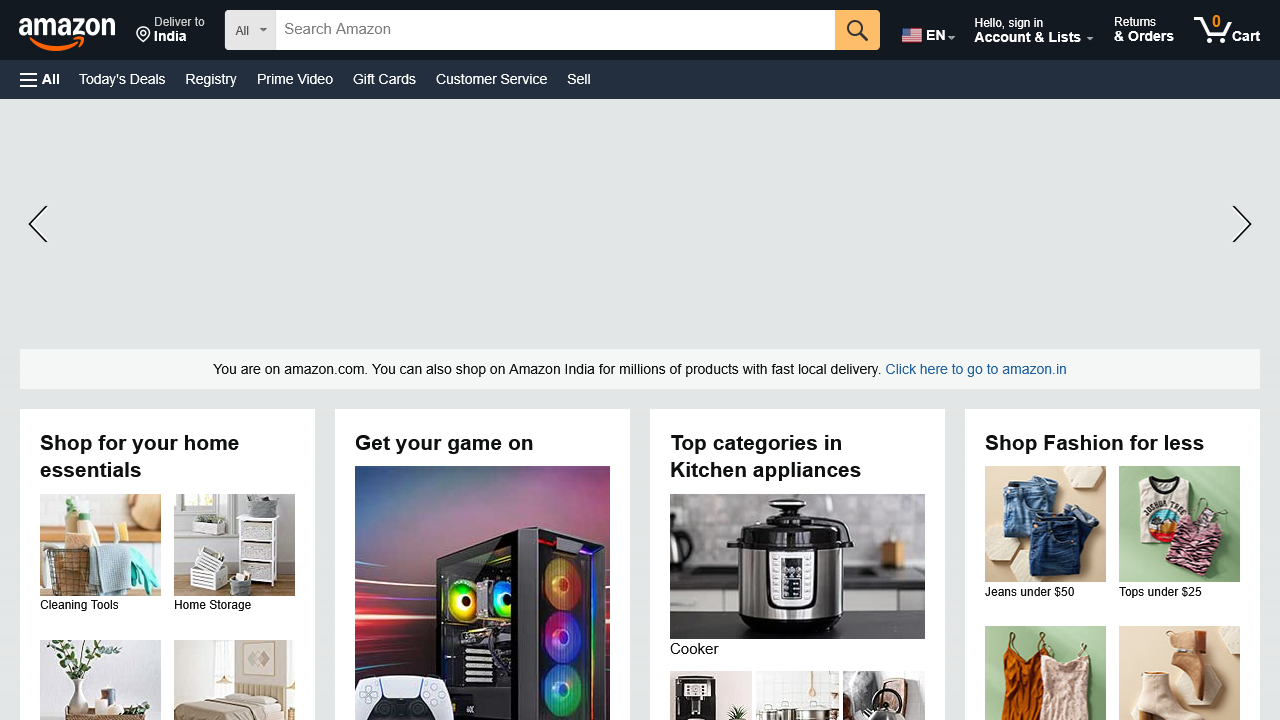 amazon
Deliver to
India
All
Search Amazon
EN
Hello, sign in
Account & Lists
Returns
& Orders
0
Cart
All
Today's Deals
Registry
Prime Video
Gift Cards
Customer Service
Sell
You are on amazon.com. You can also shop on Amazon India for millions of products with fast local delivery. Click here to go to amazon.in
Shop for your home
essentials
Cleaning Tools
Home Storage
Get your game on
Top categories in
Kitchen appliances
Cooker
Shop Fashion for less
Jeans under $50
Tops under $25